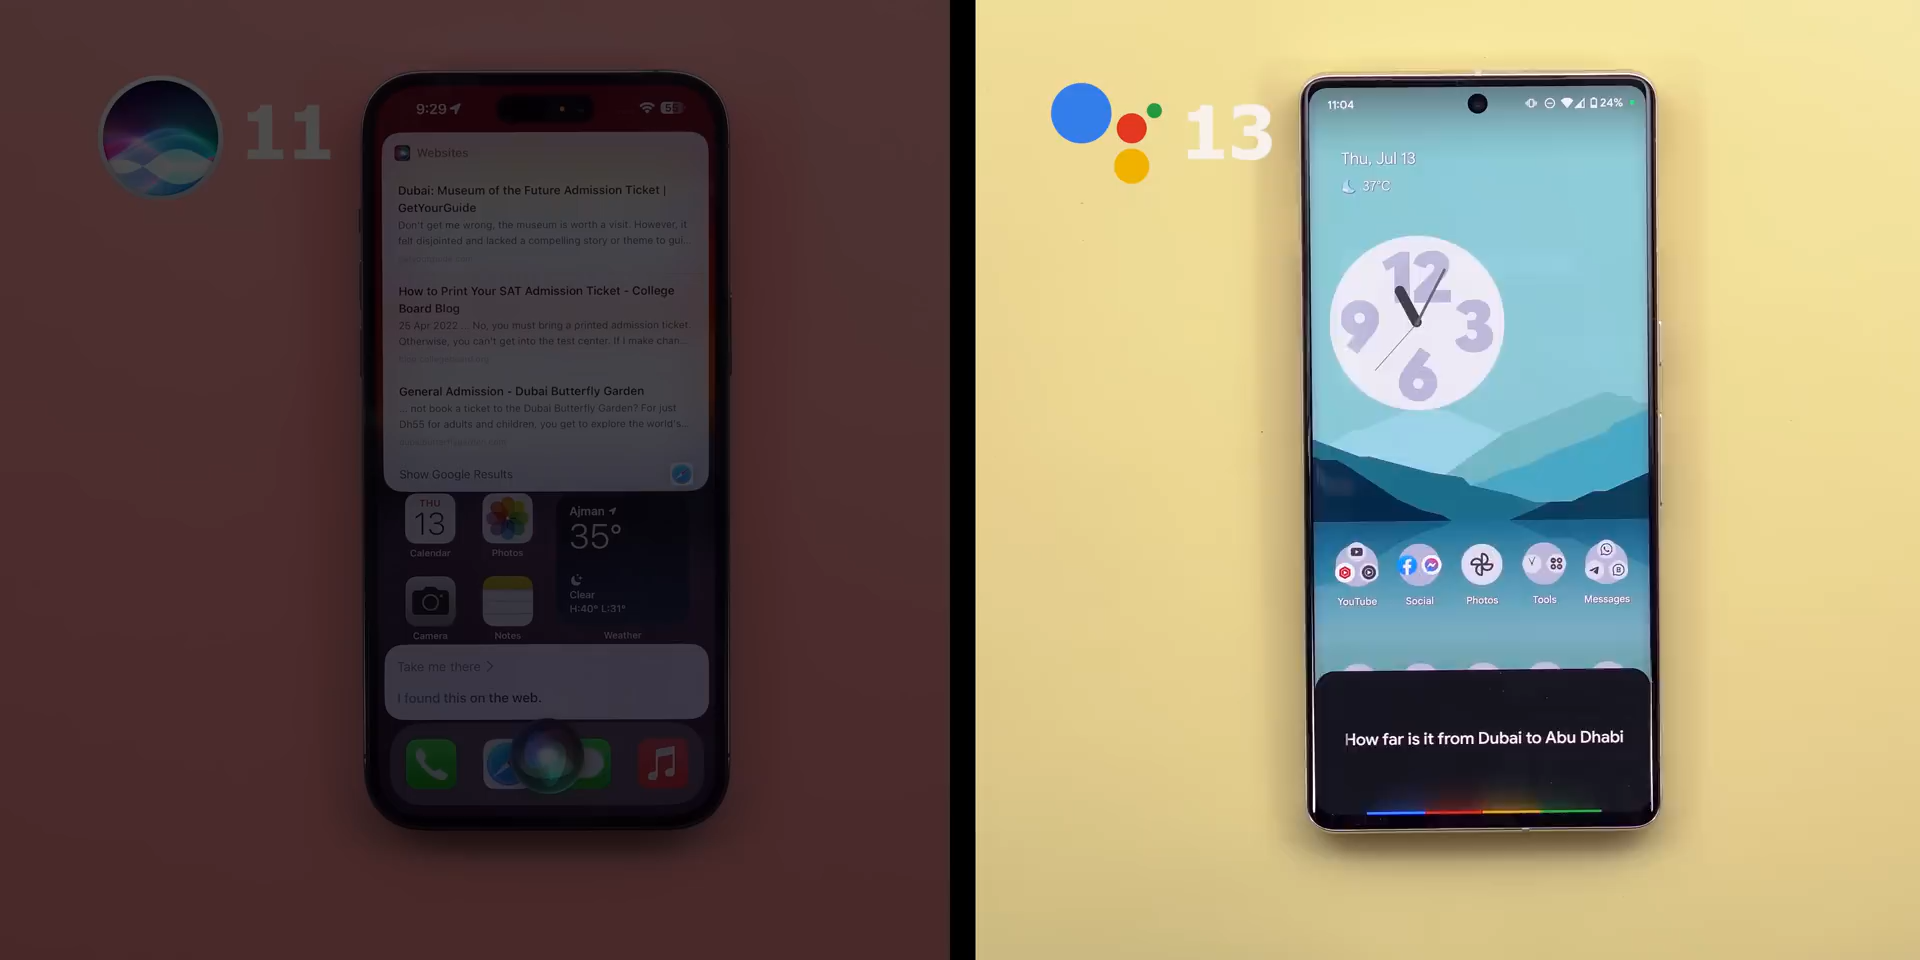 11
9:29
55
Websites
Dubai: Museum of the Future Admission Ticket |
GetYourGuide
Don't get me wrong, the museum is worth a visit. However, it
felt disjointed and lacked a compelling story or theme to gui...
getyourguide.com
How to Print Your SAT Admission Ticket - College
Board Blog
25 Apr 2022 ... No, you must bring a printed admission ticket.
Otherwise, you can't get into the test center. If I make chan...
General Admission - Dubai Butterfly Garden
... not book a ticket to the Dubai Butterfly Garden? For just
Dh55 for adults and children, you get to explore the world's...
Show Google Results
THU
13
Calendar
Photos
Ajman
35°
Clear
H:40° L:31°
Camera
Notes
Weather
Take me there >
I found this on the web.
13
11:04
24%
Thu, Jul 13
37°C
12
9
3
6
YouTube
Social
Photos
Tools
Messages
How far is it from Dubai to Abu Dhabi